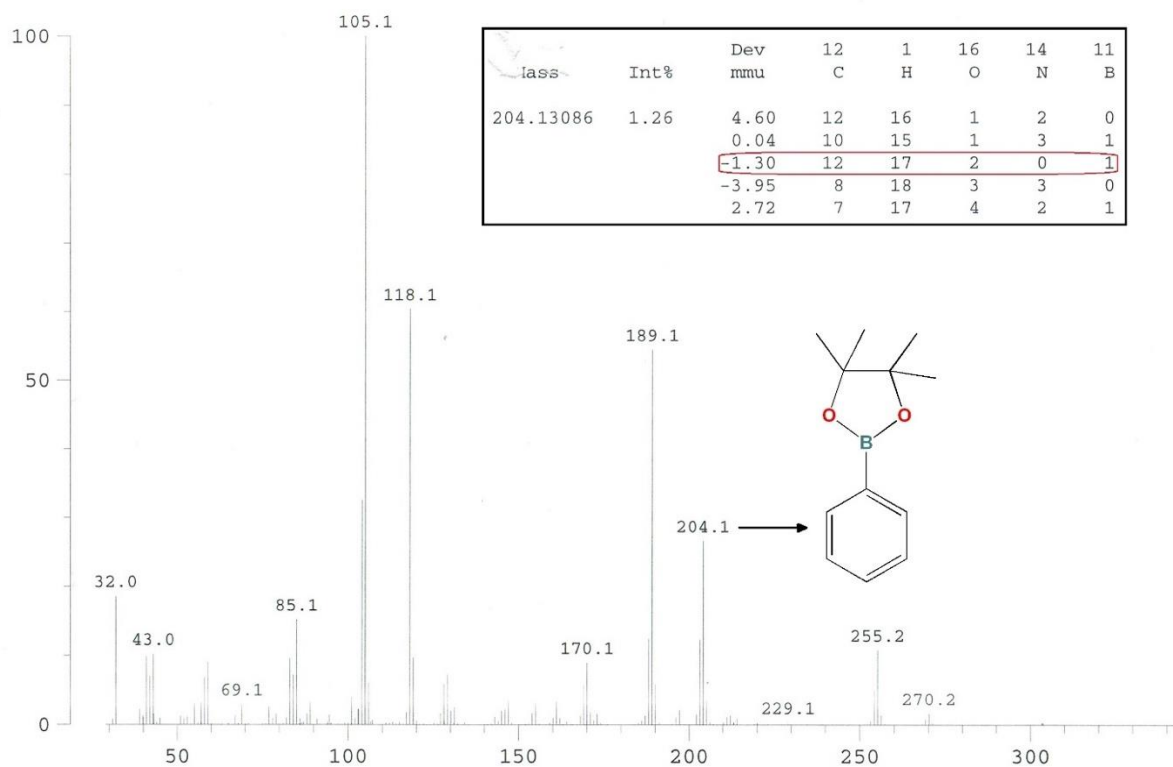 105.1
100
Dev 12 1 16 14 11
Int% mmu C H O N B
204.13086 1.26 4.60 12 16 1 2 0
0.04 10 15 1 3 1
-1.30 12 17 2 0 1
-3.95 8 18 3 3 0
2.72 7 17 4 2 1
118.1
189.1
50
O O
B
204.1
32.0
85.1
43.0
170.1
255.2
69.1
229.1
270.2
0
50 100 150 200 250 300